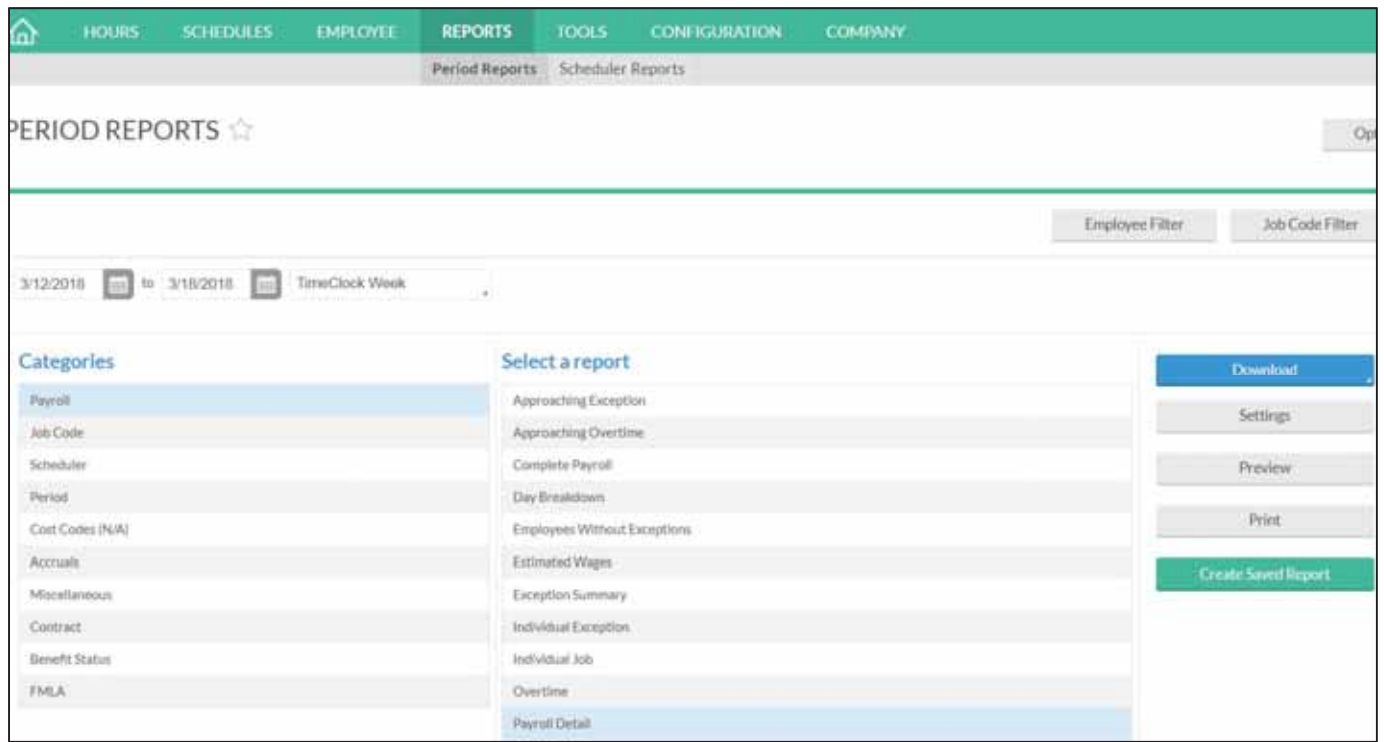 HOURS SCHEDULES EMPLOYEE REPORTS TOOLS CONFIGURATION COMPANY
Period Reports Scheduler Reports
PERIOD REPORTS
Opt
Employee Filter Job Code Filter
3/12/2018 to 3/18/2018 TimeClock Week
Categories
Payroll
Job Code
Scheduler
Period
Cost Codes (N/A)
Accruals
Miscellaneous
Contract
Benefit Status
FMLA
Select a report
Approaching Exception
Approaching Overtime
Complete Payroll
Day Breakdown
Employees Without Exceptions
Estimated Wages
Exception Summary
Individual Exception
Individual Job
Overtime
Payroll Detail
Download
Settings
Preview
Print
Create Saved Report